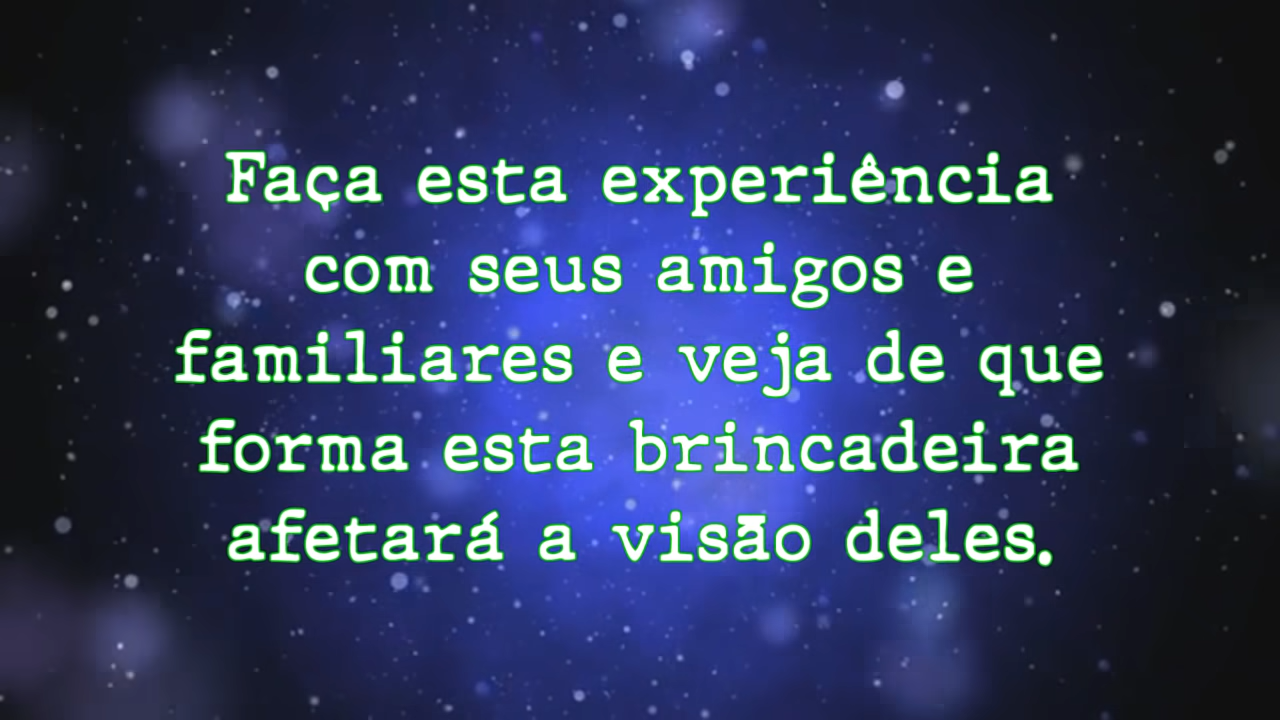 Faça esta experiência
com seus amigos e
familiares e veja de que
forma esta brincadeira
afetará a visão deles.